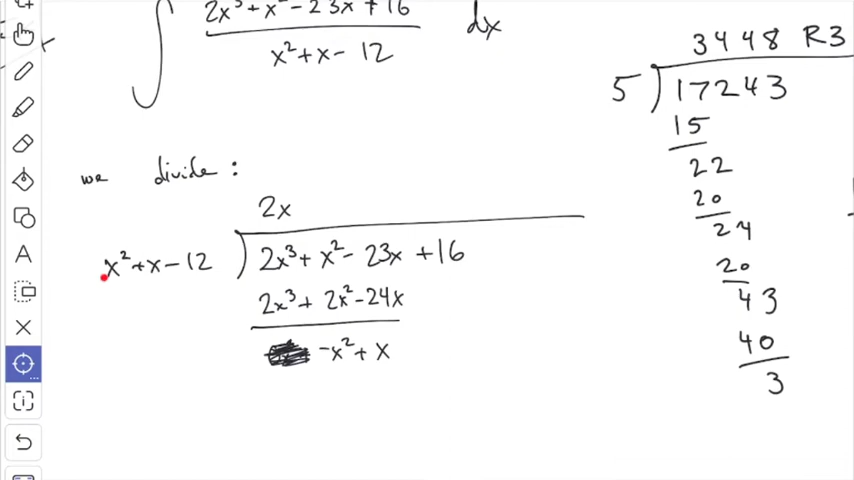 ∫ (2x³ + x² - 23x + 16)/(x² + x - 12) dx
we divide :
2x
x² + x - 12 ) 2x³ + x² - 23x + 16
2x³ + 2x² - 24x
-x² + x
3448 R3
5 ) 17243
15
22
20
24
20
43
40
3